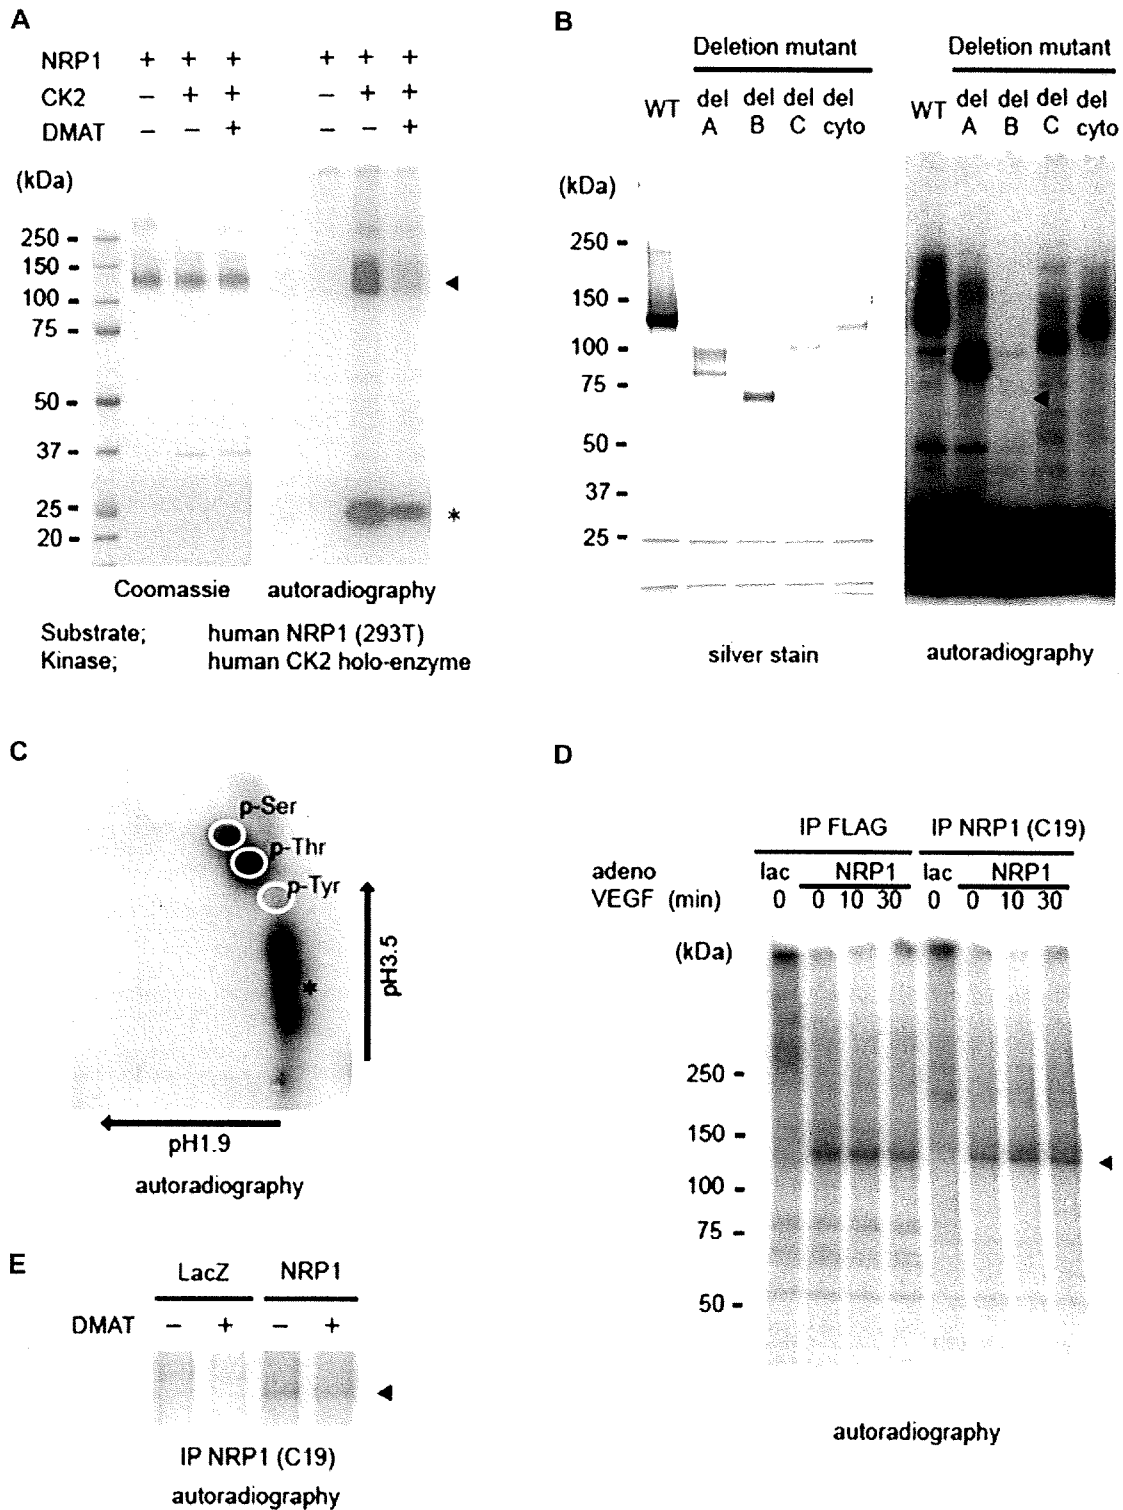 A
NRP1 + + + + + +
CK2 – + + – + +
DMAT – – + – – +
(kDa)
250 -
150 -
100 -
75 -
50 -
37 -
25 -
20 -
*
Coomassie autoradiography
Substrate; human NRP1 (293T)
Kinase; human CK2 holo-enzyme
B
Deletion mutant Deletion mutant
WT del A del B del C del cyto WT del A del B del C del cyto
(kDa)
250 -
150 -
100 -
75 -
50 -
37 -
25 -
silver stain autoradiography
C
p-Ser
p-Thr
p-Tyr
*
pH3.5
pH1.9
autoradiography
D
IP FLAG IP NRP1 (C19)
adeno lac NRP1 lac NRP1
VEGF (min) 0 0 10 30 0 0 10 30
(kDa)
250 -
150 -
100 -
75 -
50 -
autoradiography
E
LacZ NRP1
DMAT – + – +
IP NRP1 (C19)
autoradiography